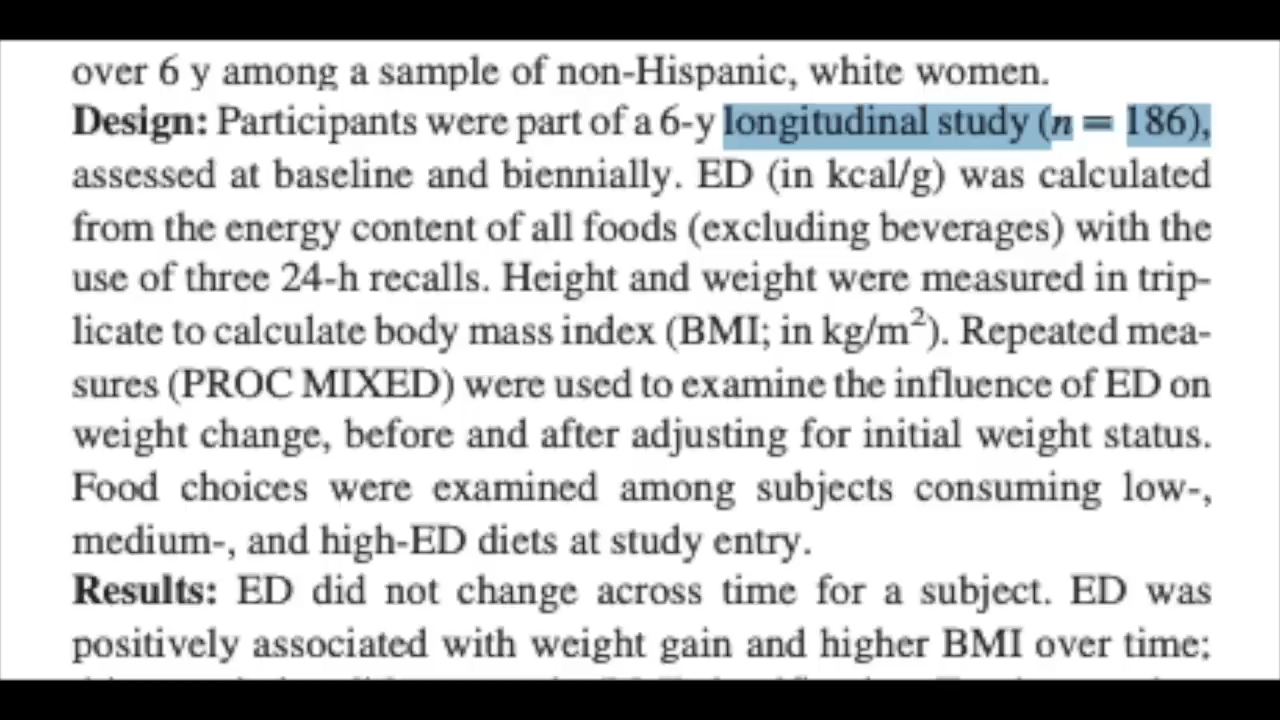 over 6 y among a sample of non-Hispanic, white women.
Design: Participants were part of a 6-y longitudinal study (n = 186),
assessed at baseline and biennially. ED (in kcal/g) was calculated
from the energy content of all foods (excluding beverages) with the
use of three 24-h recalls. Height and weight were measured in trip-
licate to calculate body mass index (BMI; in kg/m²). Repeated mea-
sures (PROC MIXED) were used to examine the influence of ED on
weight change, before and after adjusting for initial weight status.
Food choices were examined among subjects consuming low-,
medium-, and high-ED diets at study entry.
Results: ED did not change across time for a subject. ED was
positively associated with weight gain and higher BMI over time;